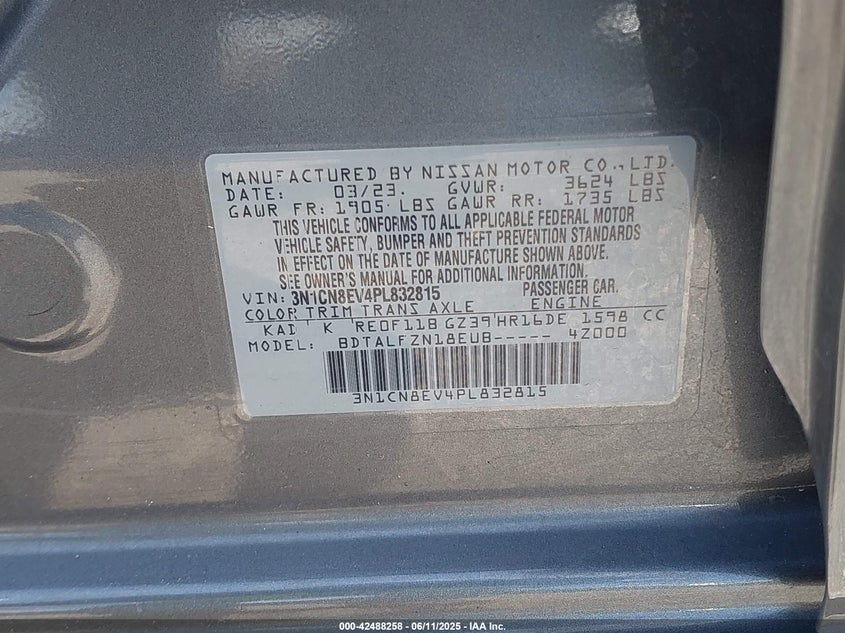 MANUFACTURED BY NISSAN MOTOR CO., LTD.
DATE: 03/23. GVWR: 3624 LBS
GAWR FR: 1905 LBS GAWR RR: 1735 LBS
THIS VEHICLE CONFORMS TO ALL APPLICABLE FEDERAL MOTOR
VEHICLE SAFETY, BUMPER AND THEFT PREVENTION STANDARDS
IN EFFECT ON THE DATE OF MANUFACTURE SHOWN ABOVE.
SEE OWNER'S MANUAL FOR ADDITIONAL INFORMATION
VIN: 3N1CN8EV4PL832815 PASSENGER CAR.
COLOR TRIM TRANS AXLE ENGINE
KAD K RE0F11B GZ39 HR16DE 1598 CC
MODEL: BDTALFZN18EUB----- 4Z000
3N1CN8EV4PL832815
000-42488258 - 06/11/2025 - IAA Inc.